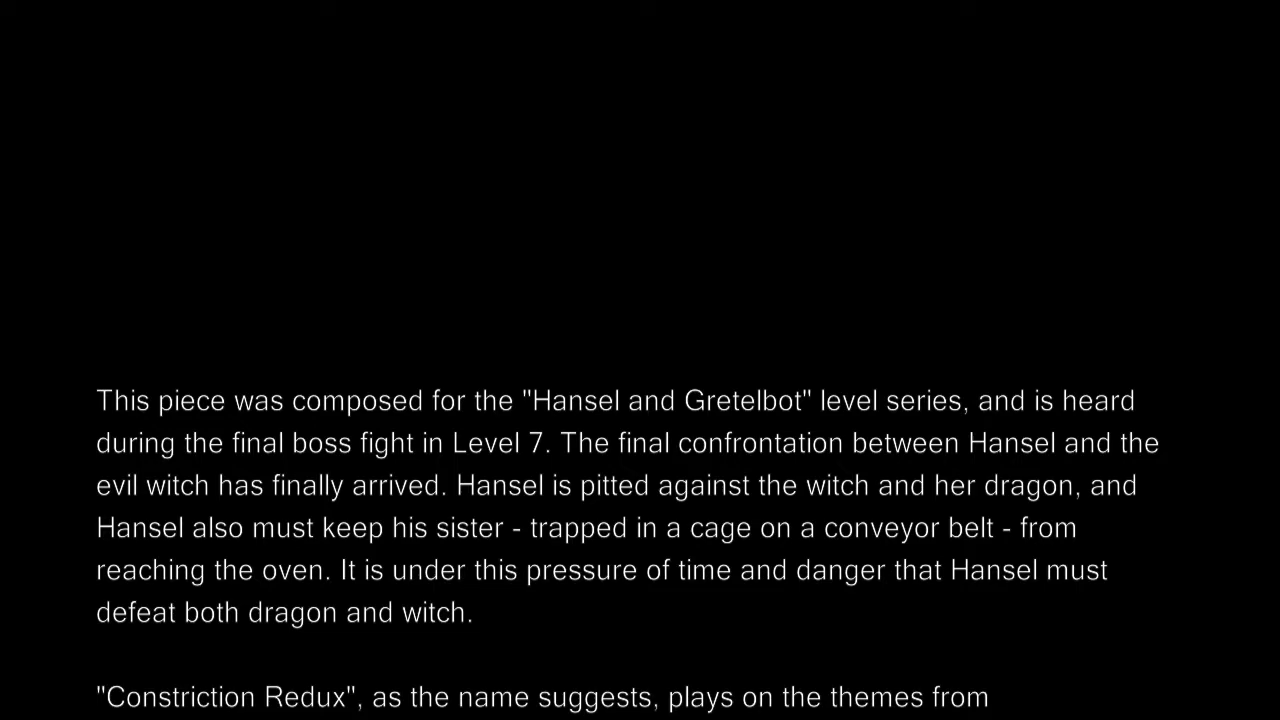 This piece was composed for the "Hansel and Gretelbot" level series, and is heard
during the final boss fight in Level 7. The final confrontation between Hansel and the
evil witch has finally arrived. Hansel is pitted against the witch and her dragon, and
Hansel also must keep his sister - trapped in a cage on a conveyor belt - from
reaching the oven. It is under this pressure of time and danger that Hansel must
defeat both dragon and witch.
"Constriction Redux", as the name suggests, plays on the themes from